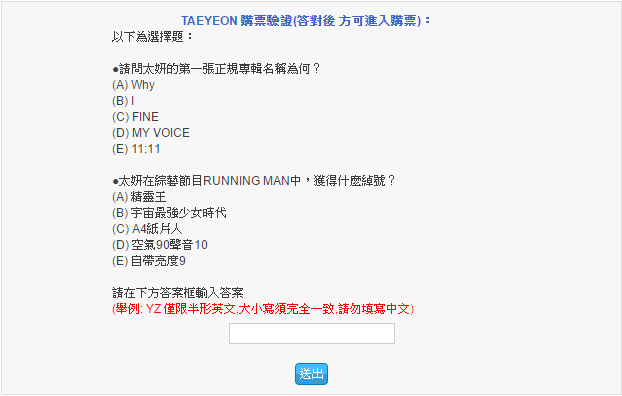 TAEYEON 購票驗證(答對後 方可進入購票)：
以下為選擇題：
●請問太妍的第一張正規專輯名稱為何？
(A) Why
(B) I
(C) FINE
(D) MY VOICE
(E) 11:11
●太妍在綜藝節目RUNNING MAN中，獲得什麼綽號？
(A) 精靈王
(B) 宇宙最強少女時代
(C) A4紙片人
(D) 空氣90聲音10
(E) 自帶亮度9
請在下方答案框輸入答案
(舉例: YZ 僅限半形英文,大小寫須完全一致,請勿填寫中文)
送出